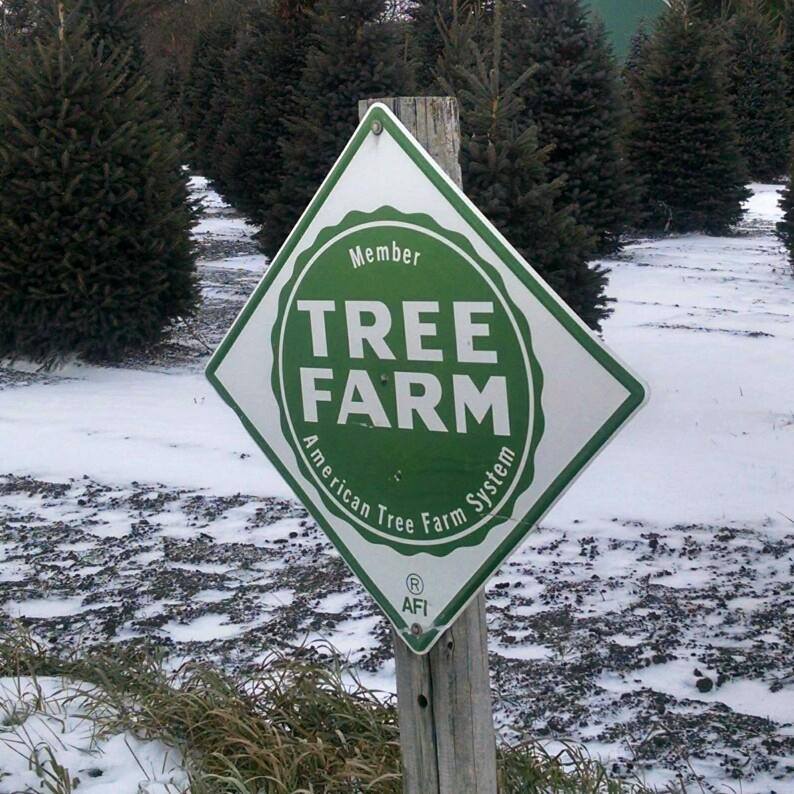 Member
TREE
FARM
American Tree Farm System
®
AFI